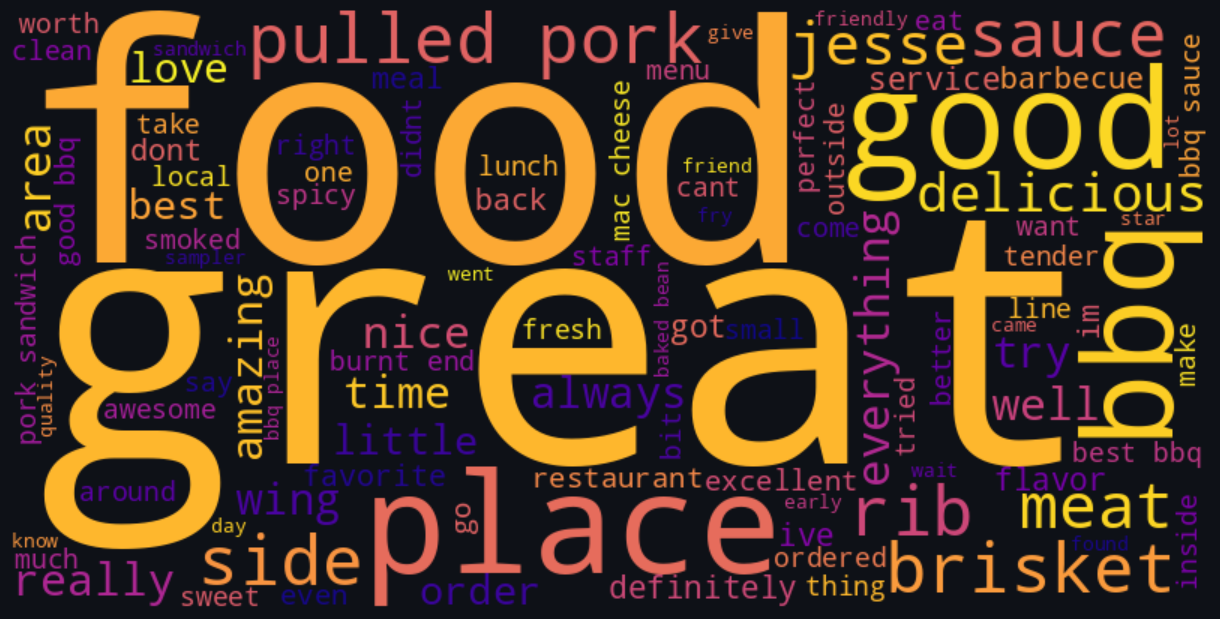 worth
clean
sandwich
love
pulled pork
give
friendly
eat
jesse
sauce
meal
menu
service
barbecue
food
good
area
good bbq
take
dont
local
best
smoked
sampler
right
one
spicy
didnt
lunch
back
mac cheese
friend
cant
fry
perfect
outside
lot
bbq sauce
delicious
come
want
star
tender
staff
went
great
pork sandwich
quality
amazing
bbq place
nice
burnt end
time
fresh
baked bean
got
small
always
everything
better
line
came
im
try
bbq
make
say
awesome
little
bit
tried
well
best bbq
favorite
around
wing
restaurant
excellent
wait
flavor
day
place
go
early
ive
rib
meat
inside
know
much
really
side
sweet
even
order
definitely
ordered
thing
brisket
found